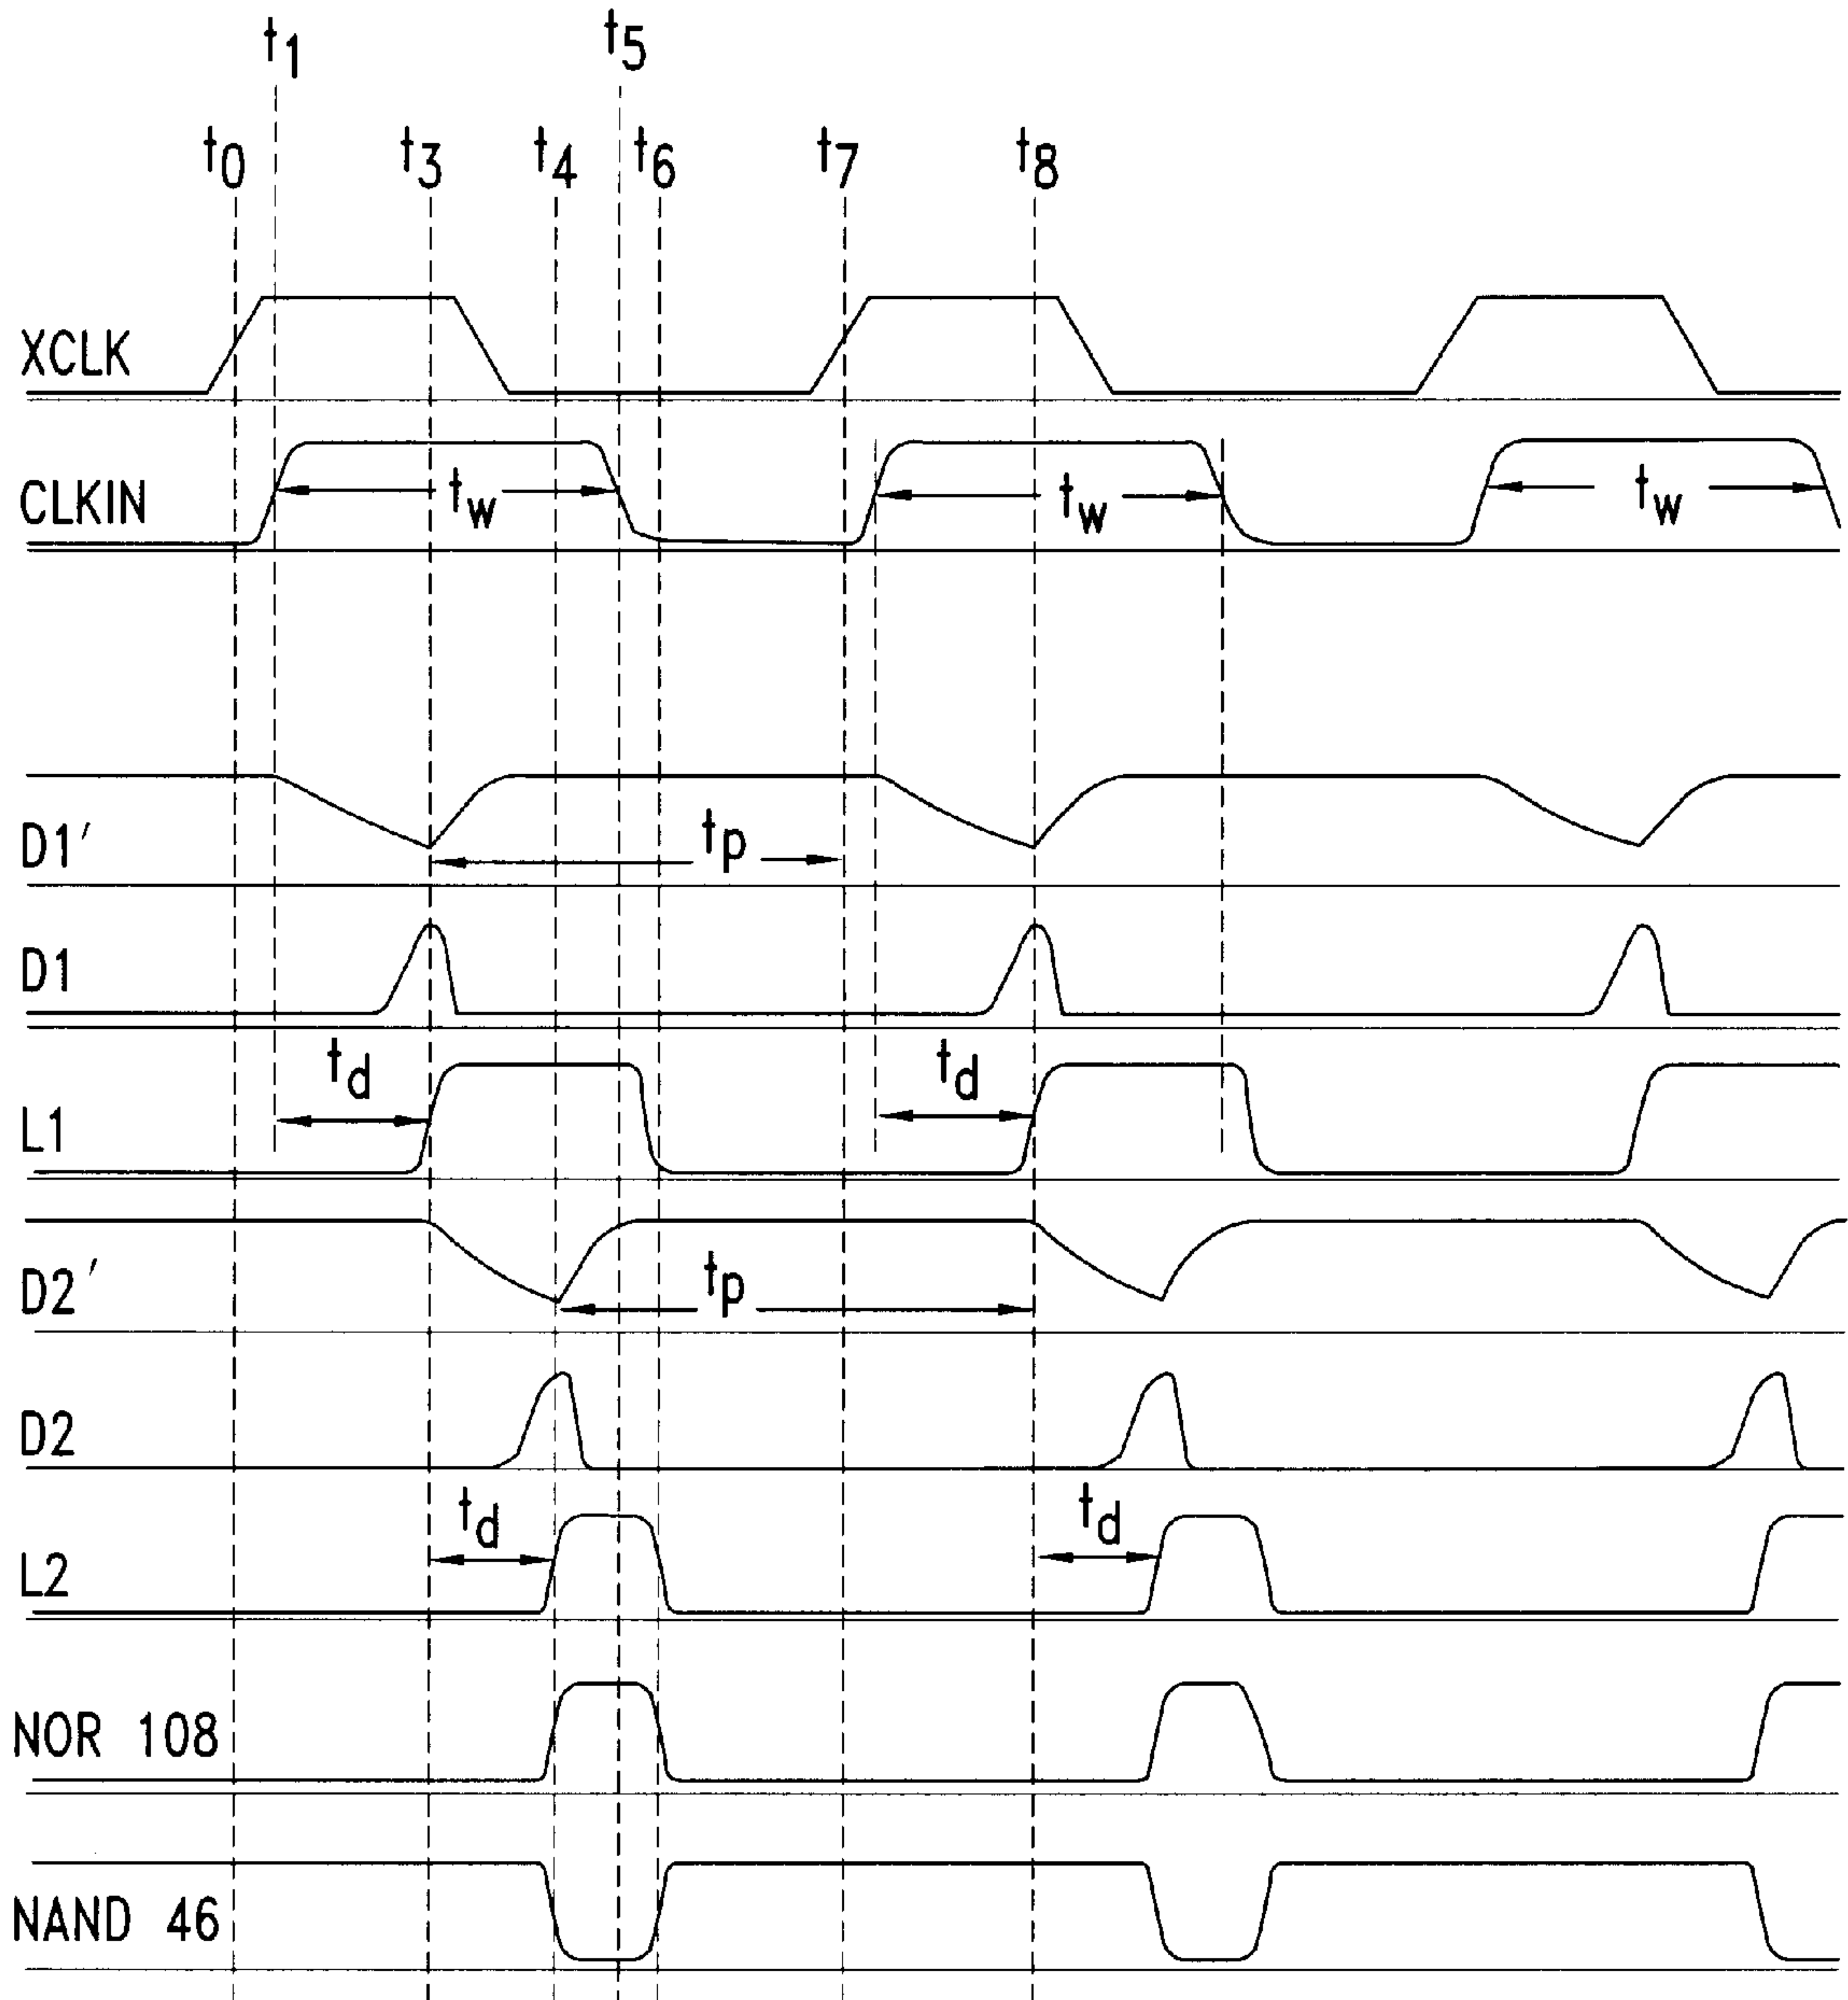 t1 t5
t0 t3 t4 t6 t7 t8
XCLK
CLKIN tw tw tw
D1′ tp
D1
L1 td td
D2′ tp
D2
L2 td td
NOR 108
NAND 46